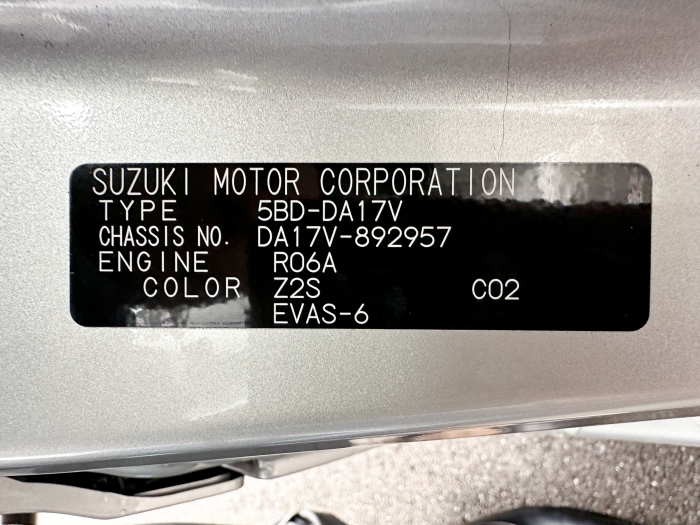 SUZUKI MOTOR CORPORATION
TYPE 5BD-DA17V
CHASSIS NO. DA17V-892957
ENGINE R06A
COLOR Z2S C02
EVAS-6